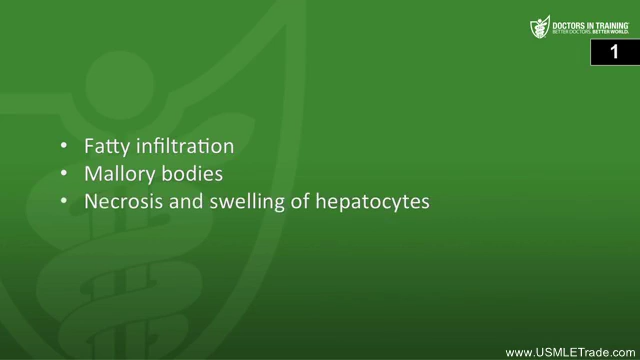 DOCTORS IN TRAINING
BETTER DOCTORS. BETTER WORLD.
1
• Fatty infiltration
• Mallory bodies
• Necrosis and swelling of hepatocytes
www.USMLETrade.com